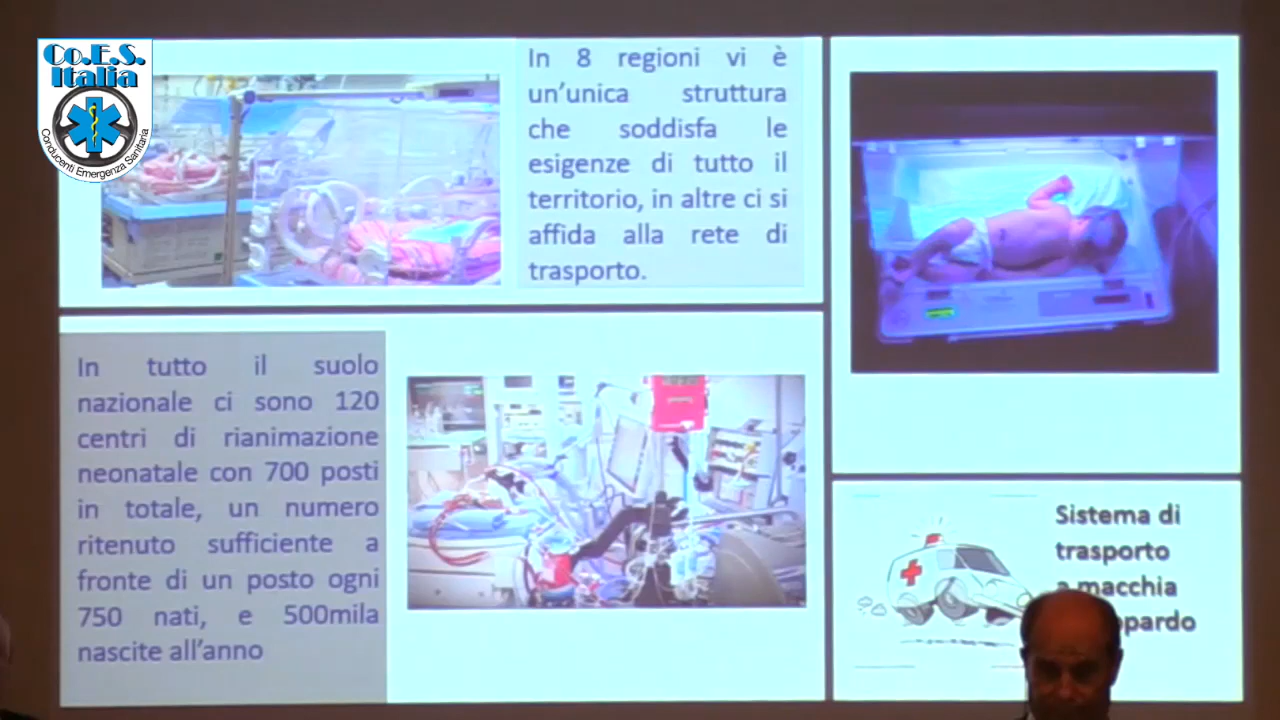 Co.E.S.
Italia
Conducenti Emergenza Sanitaria
In 8 regioni vi è
un'unica struttura
che soddisfa le
esigenze di tutto il
territorio, in altre ci si
affida alla rete di
trasporto.
In tutto il suolo
nazionale ci sono 120
centri di rianimazione
neonatale con 700 posti
in totale, un numero
ritenuto sufficiente a
fronte di un posto ogni
750 nati, e 500mila
nascite all'anno
Sistema di
trasporto
a macchia